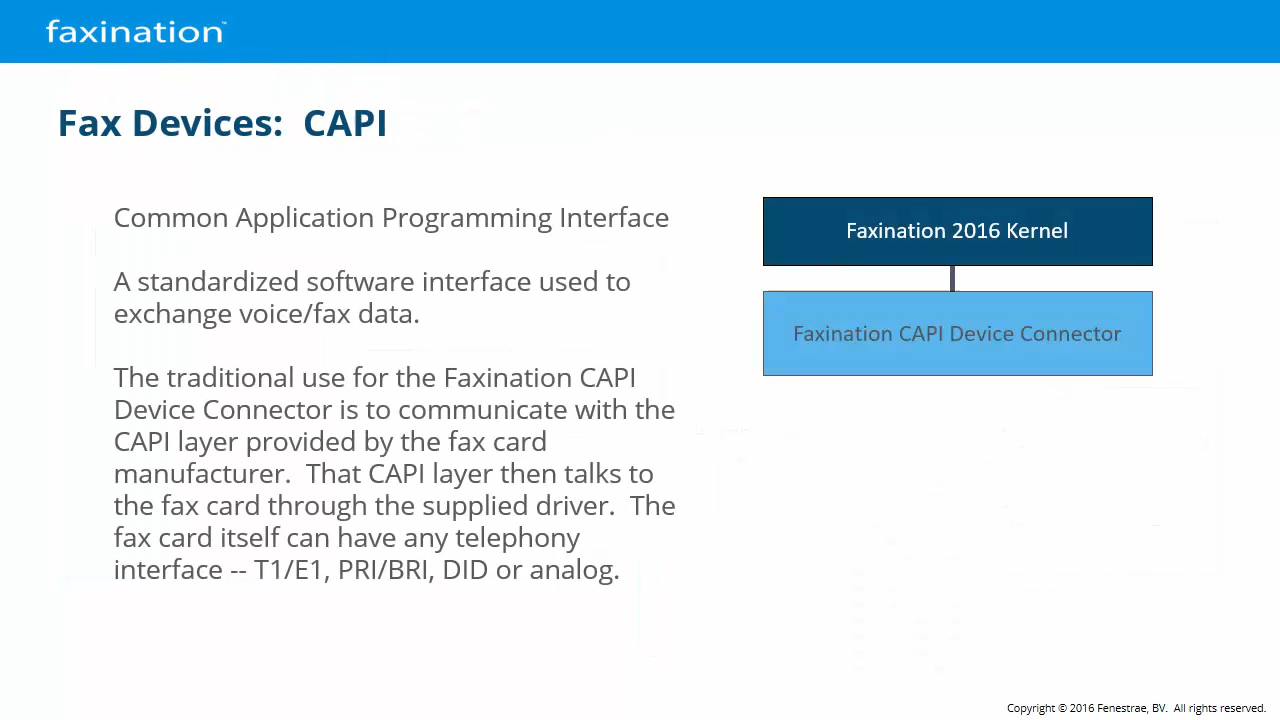 faxination™
Fax Devices:  CAPI
Common Application Programming Interface
A standardized software interface used to
exchange voice/fax data.
The traditional use for the Faxination CAPI
Device Connector is to communicate with the
CAPI layer provided by the fax card
manufacturer.  That CAPI layer then talks to
the fax card through the supplied driver.  The
fax card itself can have any telephony
interface -- T1/E1, PRI/BRI, DID or analog.
Faxination 2016 Kernel
Faxination CAPI Device Connector
Copyright © 2016 Fenestrae, BV.  All rights reserved.